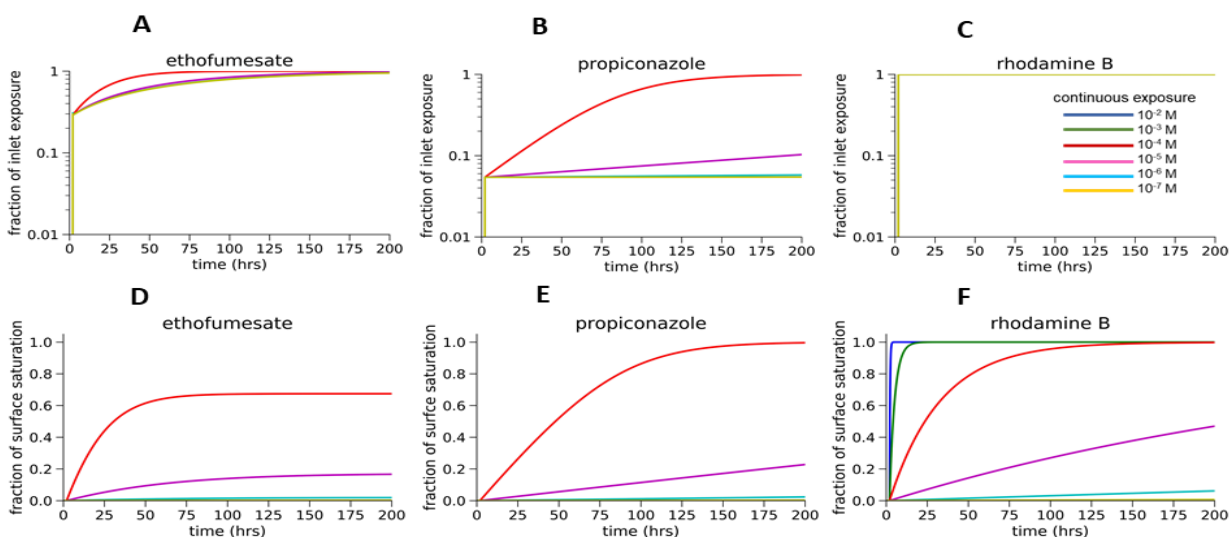 A
B
C
ethofumesate
propiconazole
rhodamine B
fraction of inlet exposure
1
0.1
0.01
0 25 50 75 100 125 150 175 200
time (hrs)
fraction of inlet exposure
1
0.1
0.01
0 25 50 75 100 125 150 175 200
time (hrs)
fraction of inlet exposure
1
0.1
0.01
0 25 50 75 100 125 150 175 200
time (hrs)
continuous exposure
10⁻² M
10⁻³ M
10⁻⁴ M
10⁻⁵ M
10⁻⁶ M
10⁻⁷ M
D
E
F
ethofumesate
propiconazole
rhodamine B
fraction of surface saturation
1.0
0.8
0.6
0.4
0.2
0.0
0 25 50 75 100 125 150 175 200
time (hrs)
fraction of surfce saturation
1.0
0.8
0.6
0.4
0.2
0.0
0 25 50 75 100 125 150 175 200
time (hrs)
fraction of surface saturation
1.0
0.8
0.6
0.4
0.2
0.0
0 25 50 75 100 125 150 175 200
time (hrs)